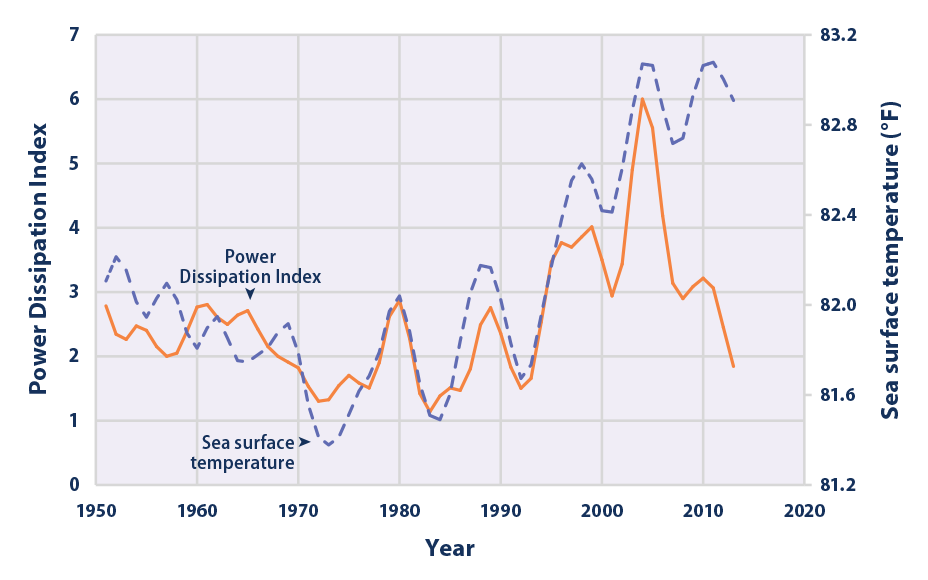 7
6
5
4
3
2
1
0
Power Dissipation Index
83.2
82.8
82.4
82.0
81.6
81.2
Sea surface temperature (°F)
Power
Dissipation Index
Sea surface
temperature
1950 1960 1970 1980 1990 2000 2010 2020
Year